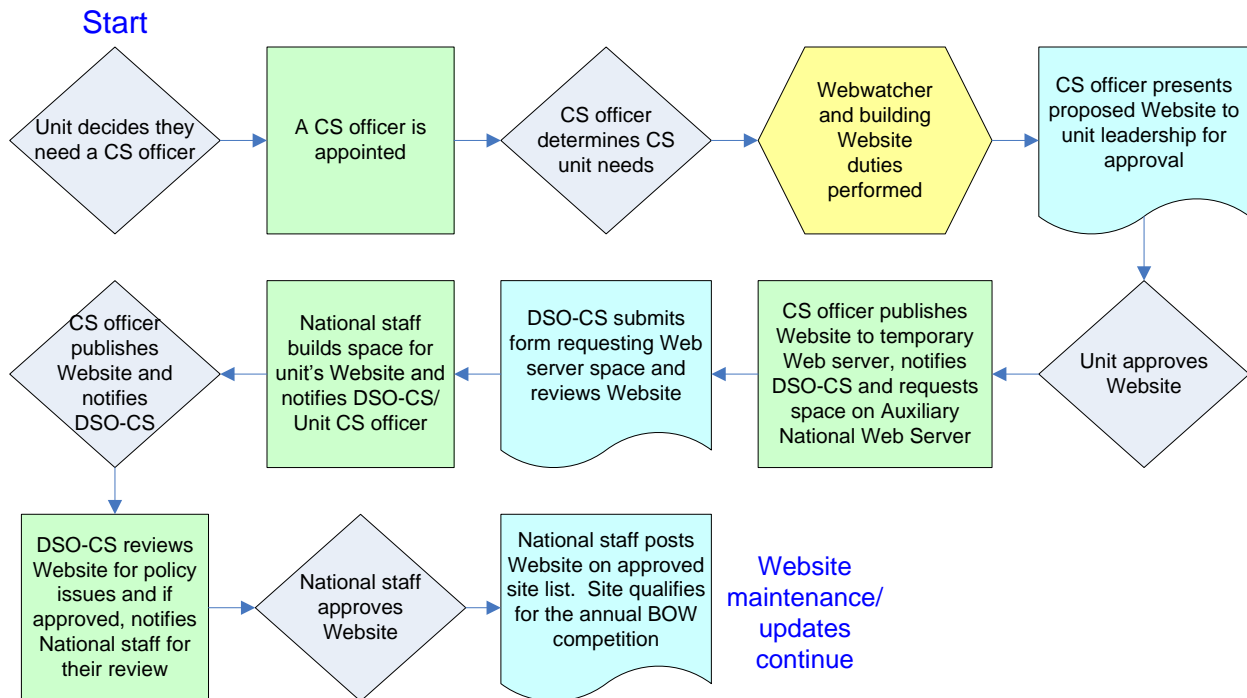 Start
Unit decides they
need a CS officer
A CS officer is
appointed
CS officer
determines CS
unit needs
Webwatcher
and building
Website
duties
performed
CS officer presents
proposed Website to
unit leadership for
approval
Unit approves
Website
CS officer publishes
Website to temporary
Web server, notifies
DSO-CS and requests
space on Auxiliary
National Web Server
DSO-CS submits
form requesting Web
server space and
reviews Website
National staff
builds space for
unit's Website and
notifies DSO-CS/
Unit CS officer
CS officer
publishes
Website and
notifies
DSO-CS
DSO-CS reviews
Website for policy
issues and if
approved, notifies
National staff for
their review
National staff
approves
Website
National staff posts
Website on approved
site list.  Site qualifies
for the annual BOW
competition
Website
maintenance/
updates
continue